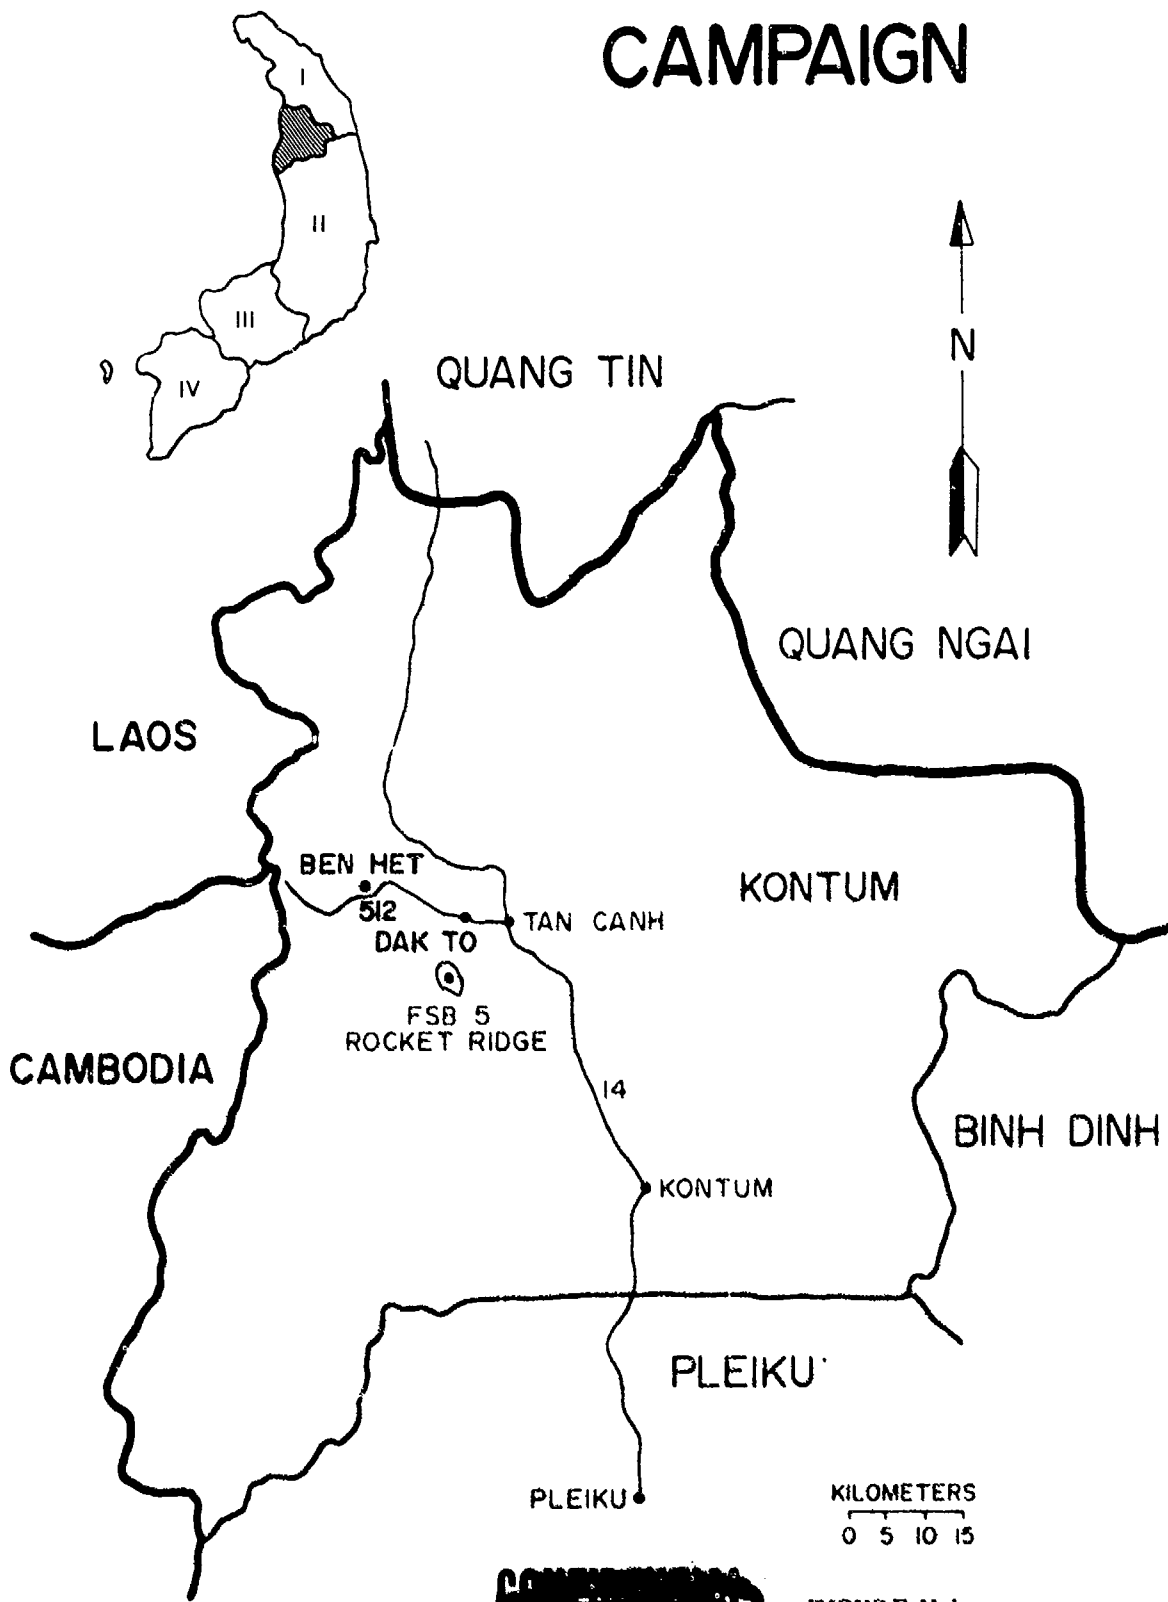 CAMPAIGN
I
II
III
IV
N
QUANG TIN
QUANG NGAI
LAOS
BEN HET
512
DAK TO
TAN CANH
KONTUM
FSB 5
ROCKET RIDGE
CAMBODIA
14
BINH DINH
KONTUM
PLEIKU
PLEIKU
KILOMETERS
0 5 10 15